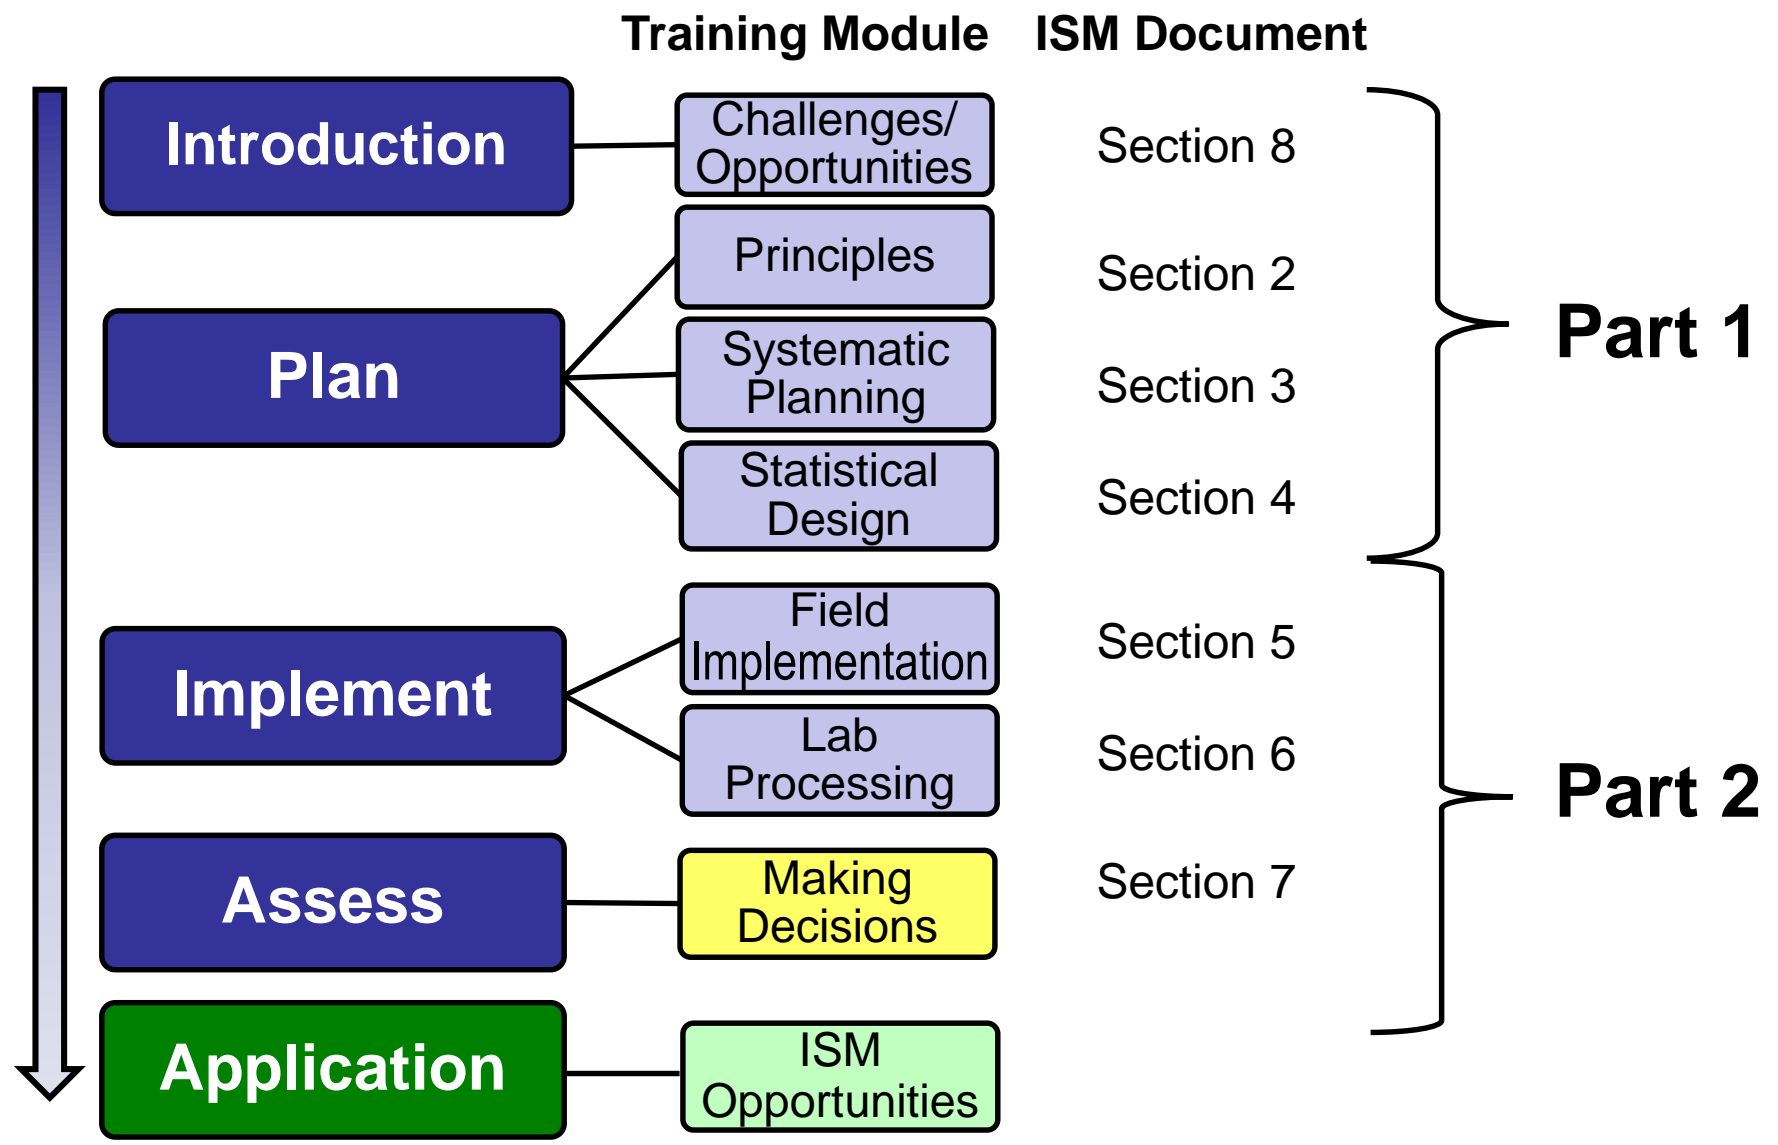 Training Module ISM Document
Introduction
Challenges/
Opportunities
Section 8
Plan
Principles
Section 2
Systematic
Planning
Section 3
Statistical
Design
Section 4
Part 1
Implement
Field
Implementation
Section 5
Lab
Processing
Section 6
Assess
Making
Decisions
Section 7
Part 2
Application
ISM
Opportunities